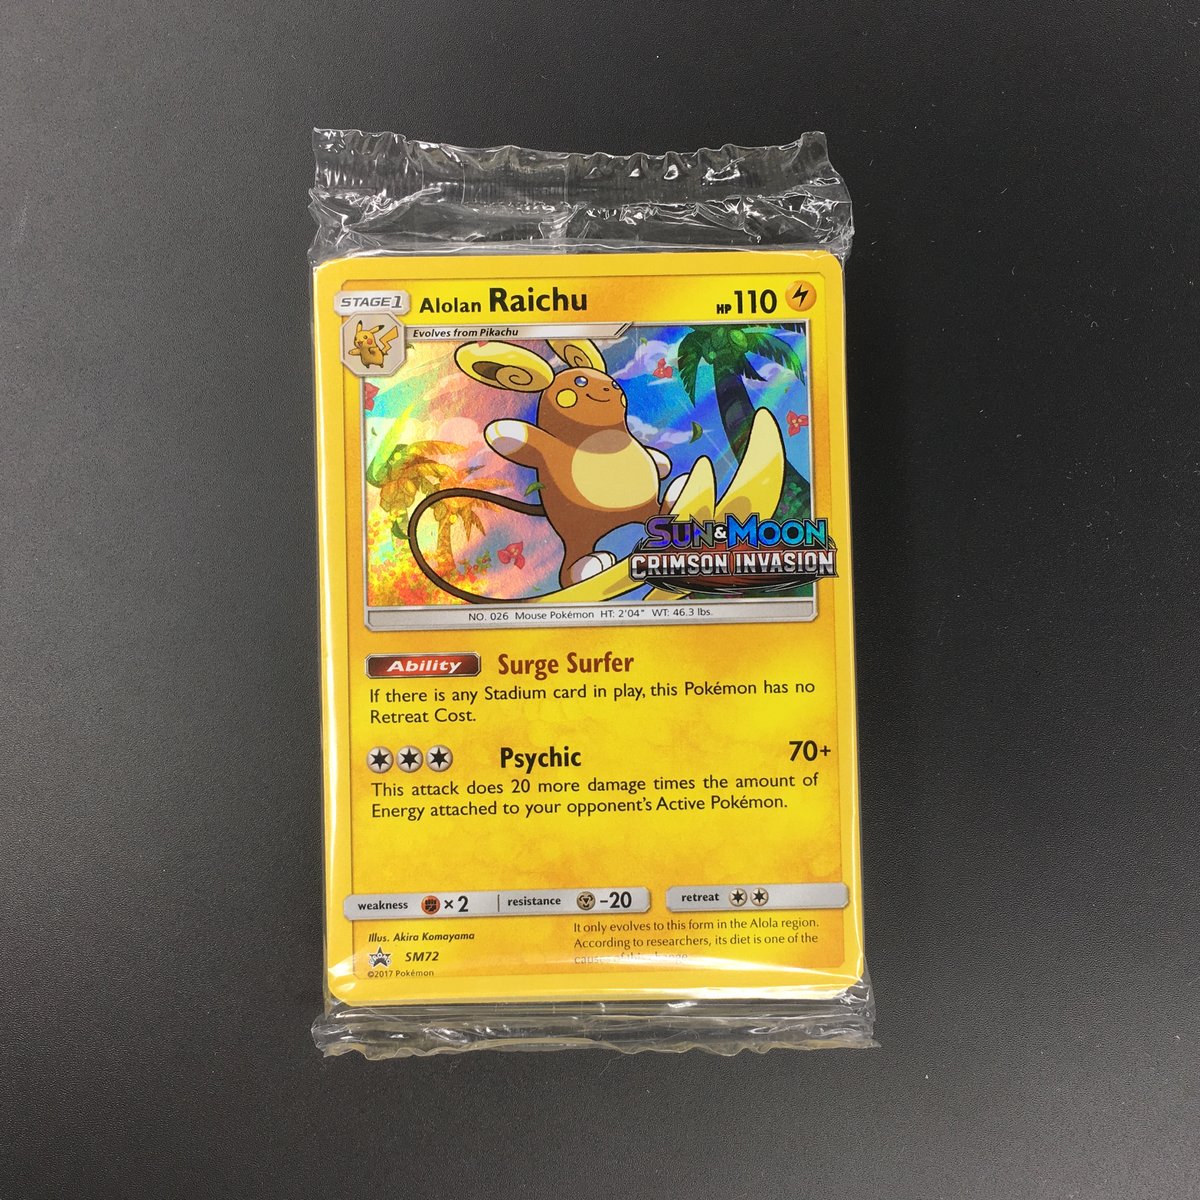 STAGE 1 Alolan Raichu HP 110
Evolves from Pikachu
SUN & MOON
CRIMSON INVASION
NO. 026 Mouse Pokémon HT: 2'04" WT: 46.3 lbs.
Ability Surge Surfer
If there is any Stadium card in play, this Pokémon has no
Retreat Cost.
Psychic 70+
This attack does 20 more damage times the amount of
Energy attached to your opponent's Active Pokémon.
weakness ×2 resistance -20 retreat
Illus. Akira Komayama
SM72
©2017 Pokémon
It only evolves to this form in the Alola region.
According to researchers, its diet is one of the